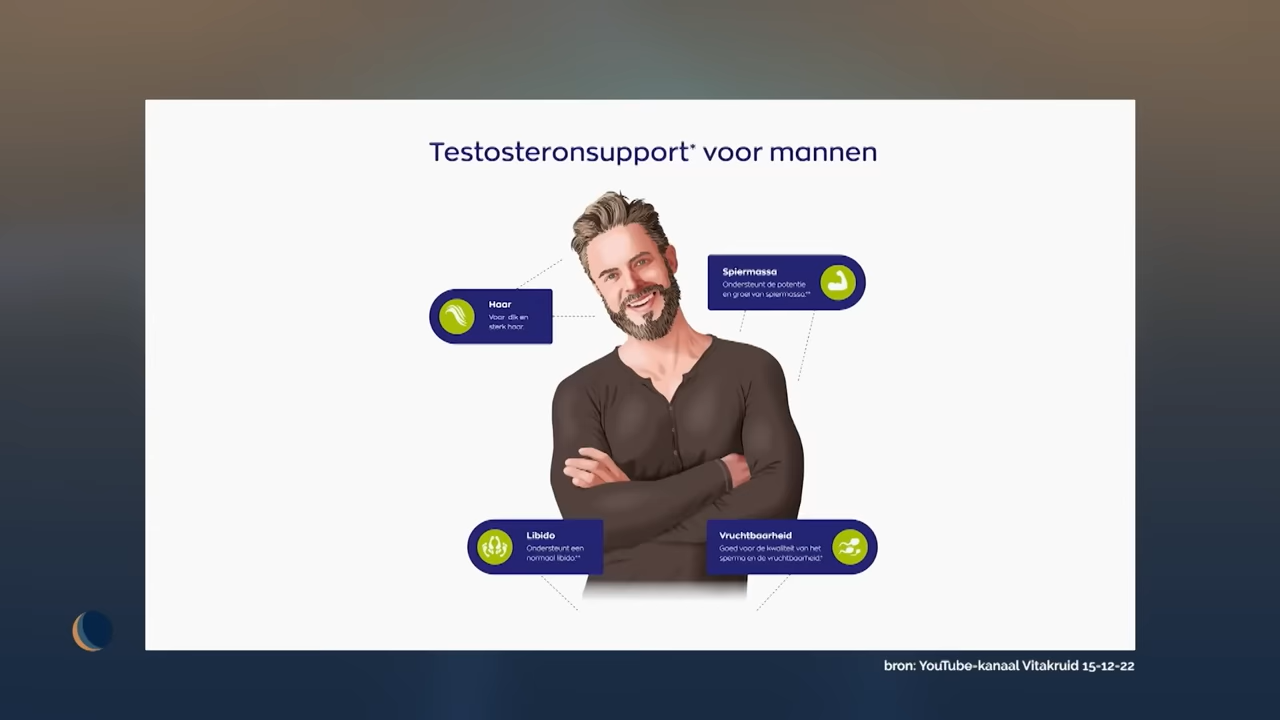 Testosteronsupport* voor mannen
Haar
Voor dik en
sterk haar.
Spiermassa
Ondersteunt de potentie
en groei van spiermassa.**
Libido
Ondersteunt een
normaal libido.**
Vruchtbaarheid
Goed voor de kwaliteit van het
sperma en de vruchtbaarheid.*
bron: YouTube-kanaal Vitakruid 15-12-22